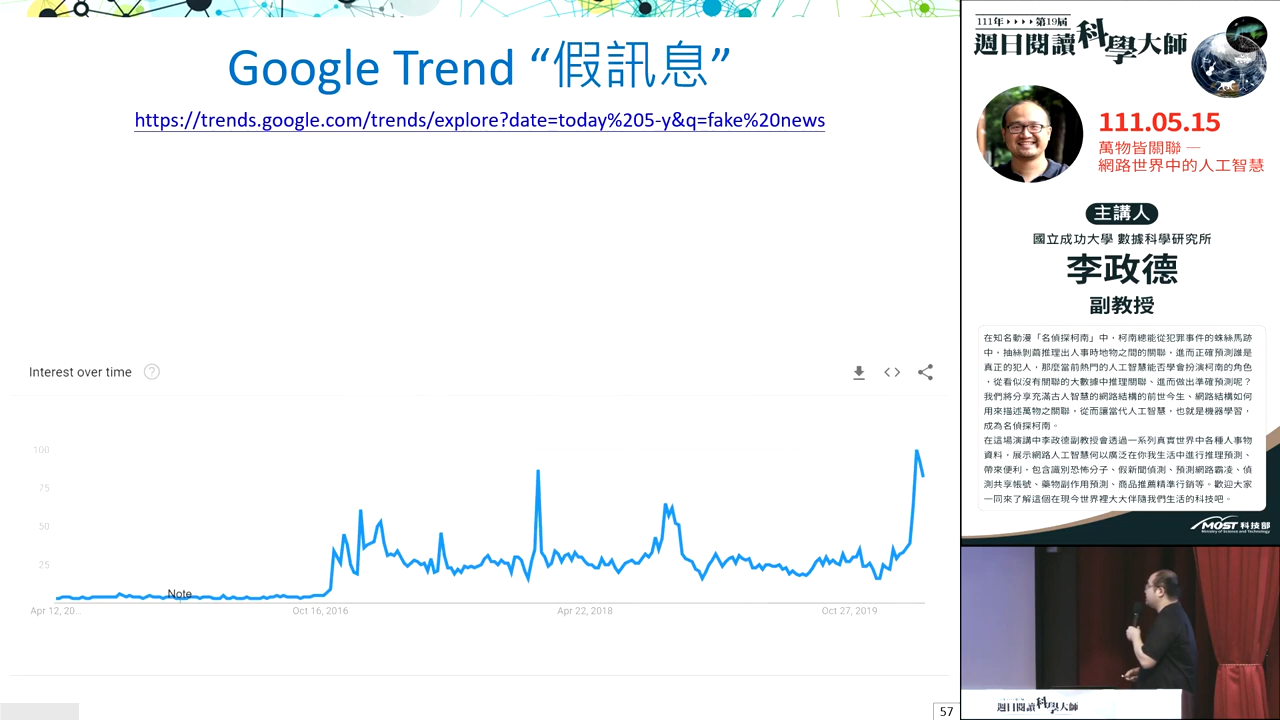 Google Trend “假訊息”
https://trends.google.com/trends/explore?date=today%205-y&q=fake%20news
Interest over time
?
100
75
50
25
Note
Apr 12, 20...
Oct 16, 2016
Apr 22, 2018
Oct 27, 2019
57
111年 第19屆
週日閱讀科學大師
111.05.15
萬物皆關聯 —
網路世界中的人工智慧
主講人
國立成功大學 數據科學研究所
李政德
副教授
在知名動漫「名偵探柯南」中，柯南總能從犯罪事件的蛛絲馬跡
中，抽絲剝繭推理出人事時地物之間的關聯，進而正確預測誰是
真正的犯人，那麼當前熱門的人工智慧能否學會扮演柯南的角色
，從看似沒有關聯的大數據中推理關聯、進而做出準確預測呢？
我們將分享充滿古人智慧的網路結構的前世今生、網路結構如何
用來描述萬物之關聯，從而讓當代人工智慧，也就是機器學習，
成為名偵探柯南。
在這場演講中李政德副教授會透過一系列真實世界中各種人事物
資料，展示網路人工智慧何以廣泛在你我生活中進行推理預測、
帶來便利，包含識別恐怖分子、假新聞偵測、預測網路霸凌、偵
測共享帳號、藥物副作用預測、商品推薦精準行銷等。歡迎大家
一同來了解這個在現今世界裡大大伴隨我們生活的科技吧。
MOST 科技部
Ministry of Science and Technology
週日閱讀科學大師